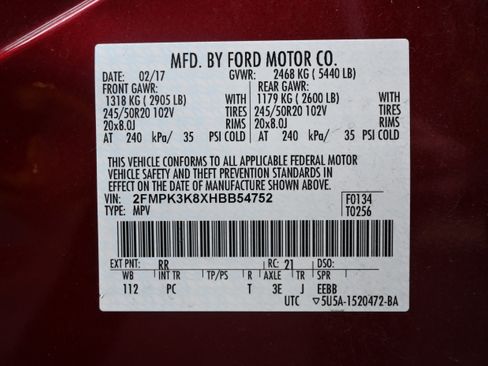 MFD. BY FORD MOTOR CO.
DATE: 02/17 GVWR: 2468 KG ( 5440 LB)
FRONT GAWR: REAR GAWR:
1318 KG ( 2905 LB) WITH 1179 KG ( 2600 LB) WITH
245/50R20 102V TIRES 245/50R20 102V TIRES
20x8.0J RIMS 20x8.0J RIMS
AT 240 kPa/ 35 PSI COLD AT 240 kPa/ 35 PSI COLD
THIS VEHICLE CONFORMS TO ALL APPLICABLE FEDERAL MOTOR
VEHICLE SAFETY AND THEFT PREVENTION STANDARDS IN
EFFECT ON THE DATE OF MANUFACTURE SHOWN ABOVE.
VIN: 2FMPK3K8XHBB54752 F0134
TYPE: MPV T0256
EXT PNT: RR RC: 21 DSO:
WB INT TR TP/PS R AXLE TR SPR
112 PC T 3E J EEBB
UTC ▽5U5A-1520472-BA